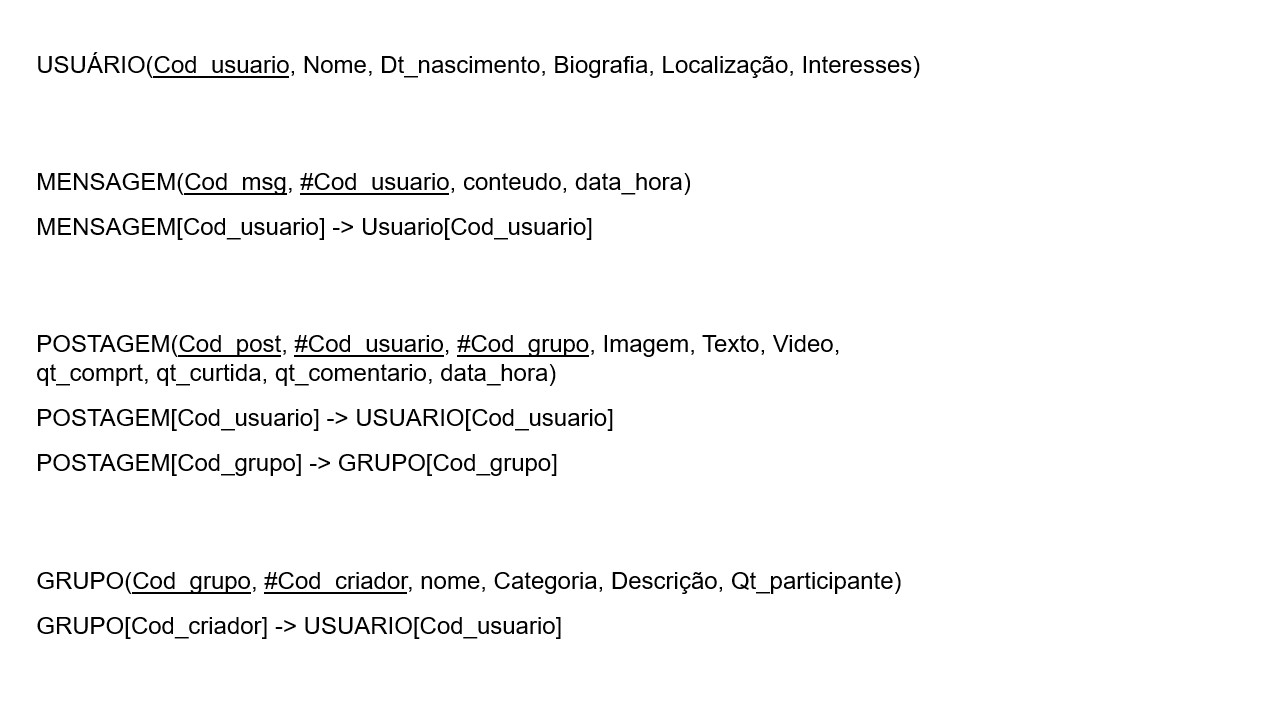 USUÁRIO(Cod_usuario, Nome, Dt_nascimento, Biografia, Localização, Interesses)
MENSAGEM(Cod_msg, #Cod_usuario, conteudo, data_hora)
MENSAGEM[Cod_usuario] -> Usuario[Cod_usuario]
POSTAGEM(Cod_post, #Cod_usuario, #Cod_grupo, Imagem, Texto, Video,
qt_comprt, qt_curtida, qt_comentario, data_hora)
POSTAGEM[Cod_usuario] -> USUARIO[Cod_usuario]
POSTAGEM[Cod_grupo] -> GRUPO[Cod_grupo]
GRUPO(Cod_grupo, #Cod_criador, nome, Categoria, Descrição, Qt_participante)
GRUPO[Cod_criador] -> USUARIO[Cod_usuario]